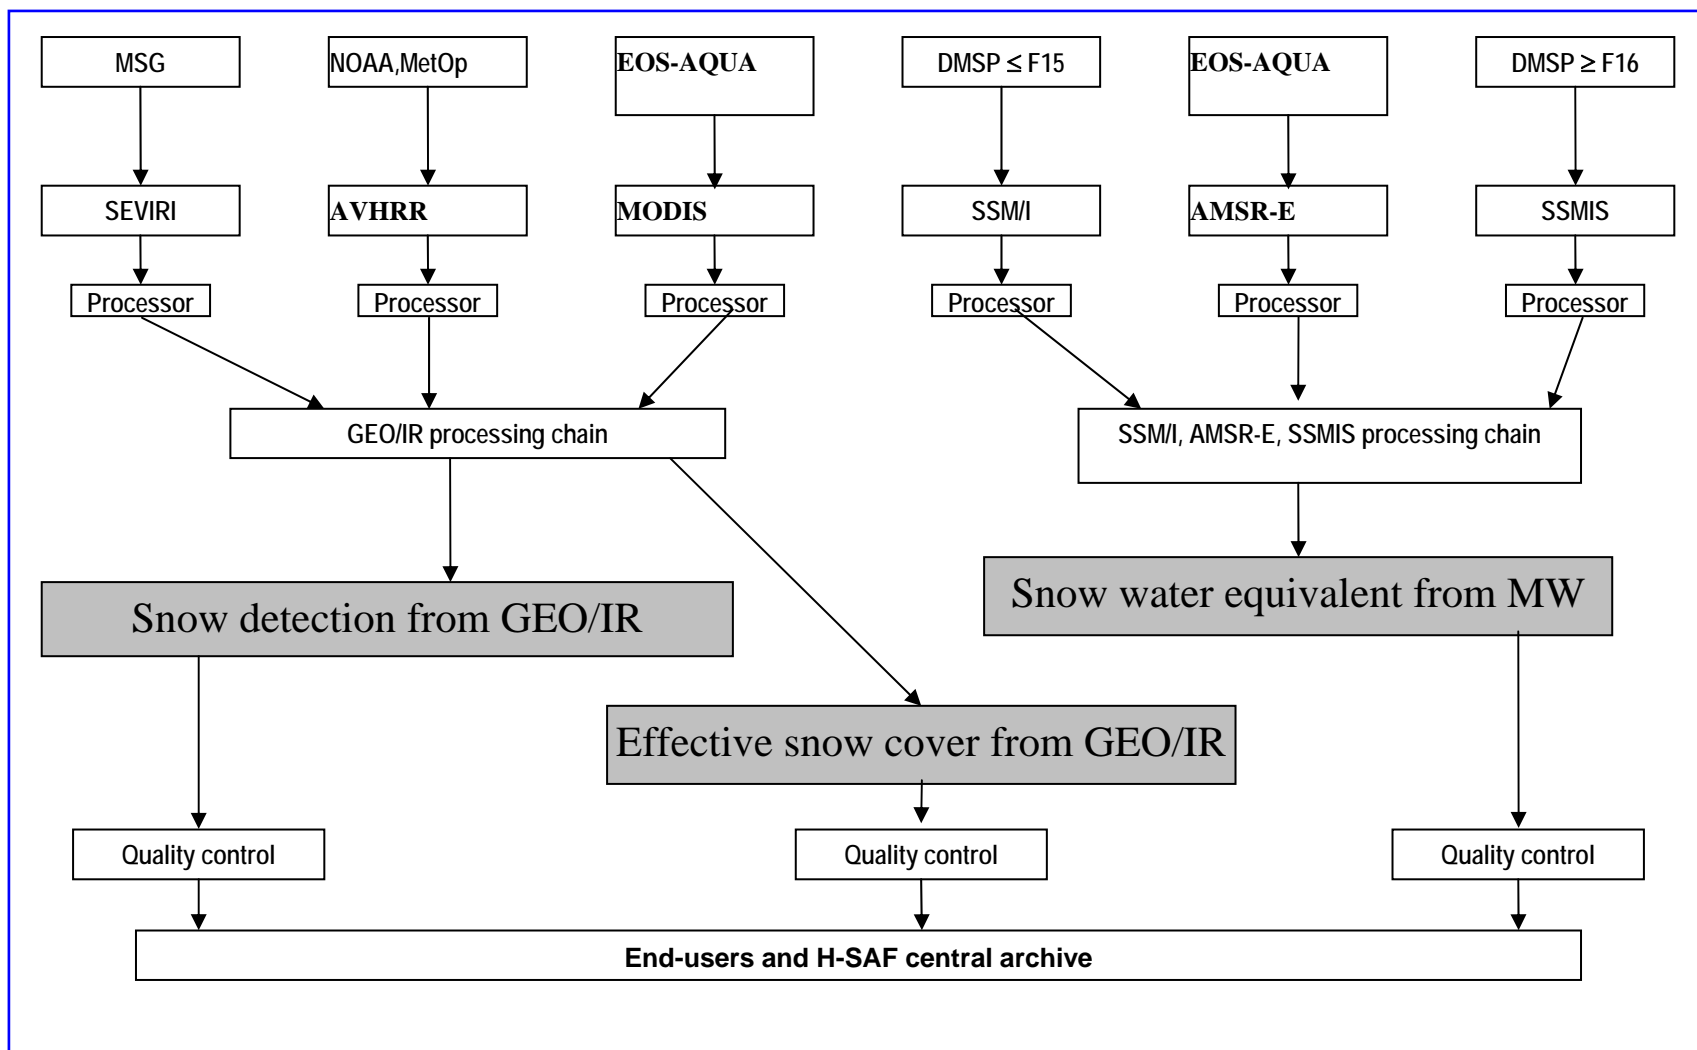 MSG
NOAA,MetOp
EOS-AQUA
DMSP ≤ F15
EOS-AQUA
DMSP ≥ F16
SEVIRI
AVHRR
MODIS
SSM/I
AMSR-E
SSMIS
Processor
Processor
Processor
Processor
Processor
Processor
GEO/IR processing chain
SSM/I, AMSR-E, SSMIS processing chain
Snow detection from GEO/IR
Snow water equivalent from MW
Effective snow cover from GEO/IR
Quality control
Quality control
Quality control
End-users and H-SAF central archive